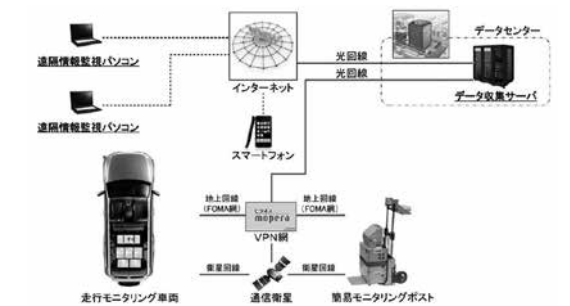 データセンター
光回線
光回線
遠隔情報監視パソコン
インターネット
データ収集サーバ
遠隔情報監視パソコン
スマートフォン
地上回線
(FOMA網)
mopera
地上回線
(FOMA網)
VPN網
衛星回線
衛星回線
走行モニタリング車両
通信衛星
簡易モニタリングポスト